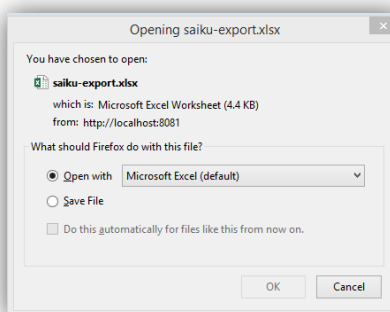 Opening saiku-export.xlsx
You have chosen to open:
saiku-export.xlsx
which is: Microsoft Excel Worksheet (4.4 KB)
from: http://localhost:8081
What should Firefox do with this file?
Open with Microsoft Excel (default)
Save File
Do this automatically for files like this from now on.
OK Cancel